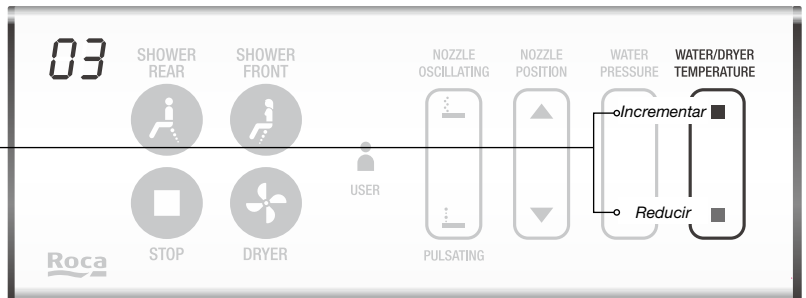 03
SHOWER
REAR
SHOWER
FRONT
NOZZLE
OSCILLATING
NOZZLE
POSITION
WATER
PRESSURE
WATER/DRYER
TEMPERATURE
Incrementar
USER
Reducir
STOP
DRYER
PULSATING
Roca